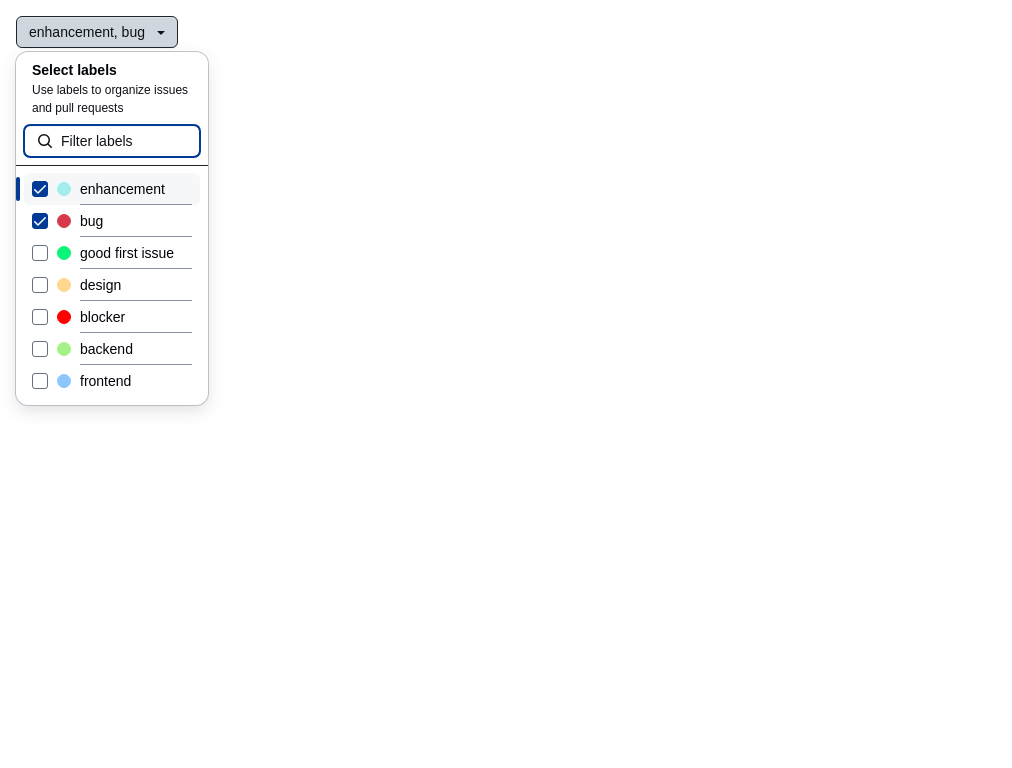 enhancement, bug
Select labels
Use labels to organize issues
and pull requests
Filter labels
enhancement
bug
good first issue
design
blocker
backend
frontend